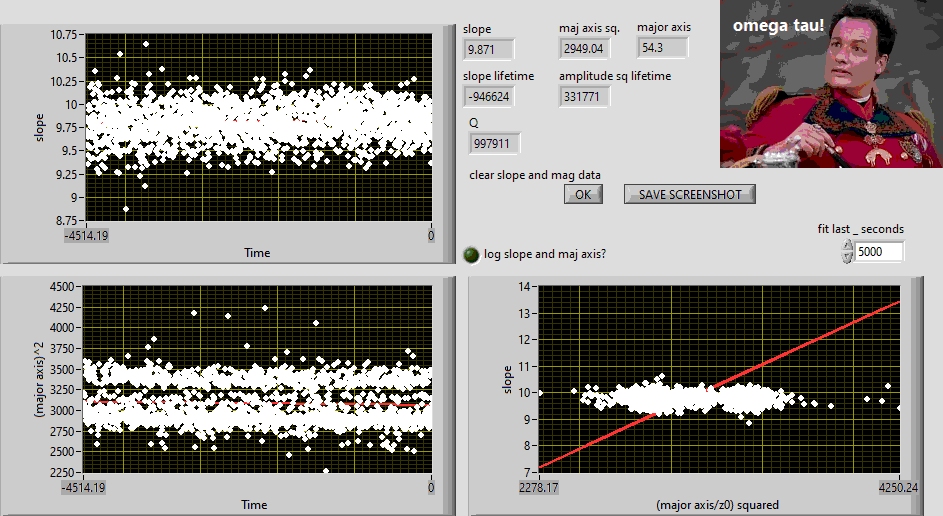 10.75
10.5
10.25
10
9.75
9.5
9.25
9
8.75
slope
-4514.19
0
Time
slope
9.871
maj axis sq.
2949.04
major axis
54.3
slope lifetime
-946624
amplitude sq lifetime
331771
Q
997911
clear slope and mag data
OK
SAVE SCREENSHOT
omega tau!
fit last _ seconds
5000
log slope and maj axis?
4500
4250
4000
3750
3500
3250
3000
2750
2500
2250
(major axis)^2
-4514.19
0
Time
14
13
12
11
10
9
8
7
slope
2278.17
4250.24
(major axis/z0) squared